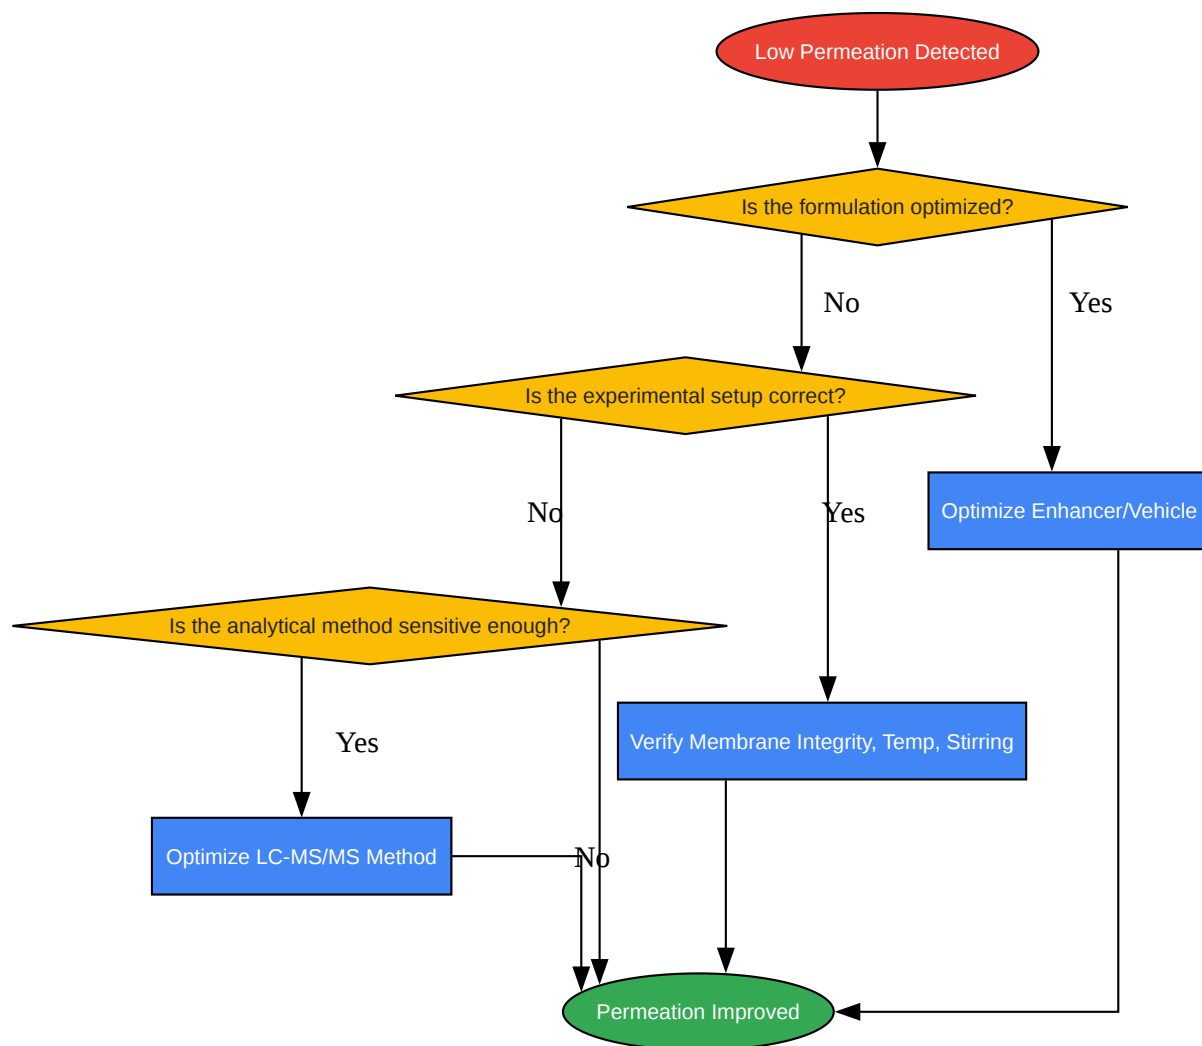 Low Permeation Detected
Is the formulation optimized?
No
Yes
Is the experimental setup correct?
No
Yes
Optimize Enhancer/Vehicle
Is the analytical method sensitive enough?
Yes
Verify Membrane Integrity, Temp, Stirring
Optimize LC-MS/MS Method
No
Permeation Improved